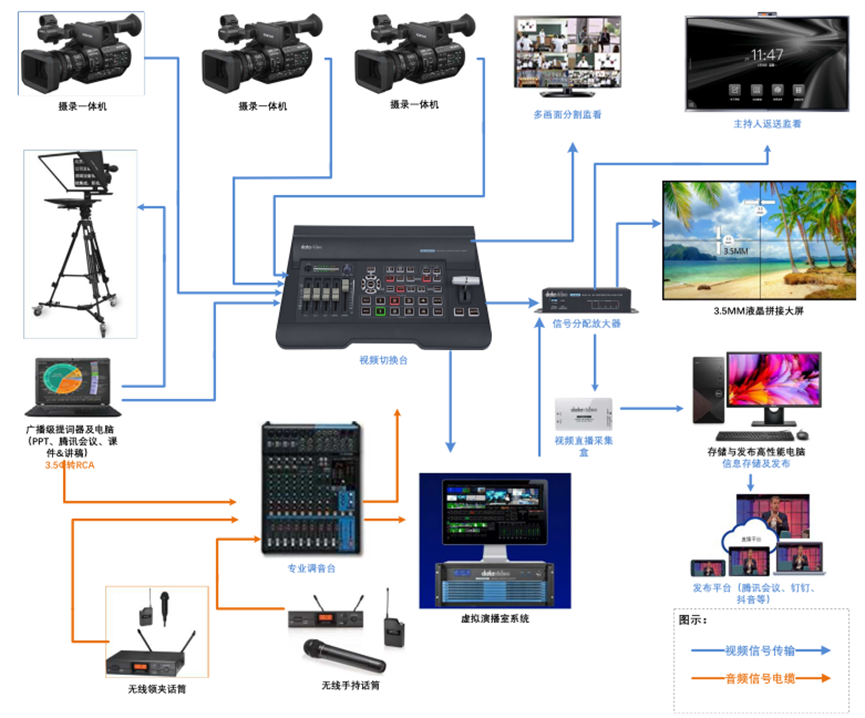 摄录一体机
摄录一体机
摄录一体机
多画面分割监看
11:47
主持人返送监看
datavideo
3.5MM
3.5MM液晶拼接大屏
datavideo
信号分配放大器
视频切换台
广播级提词器及电脑
（PPT、腾讯会议、课
件&讲稿）
3.5转RCA
datavideo
视频直播采集
盒
存储与发布高性能电脑
信息存储及发布
专业调音台
datavideo
虚拟演播室系统
直播平台
发布平台（腾讯会议、钉钉、
抖音等）
无线领夹话筒
无线手持话筒
图示：
视频信号传输
音频信号电缆